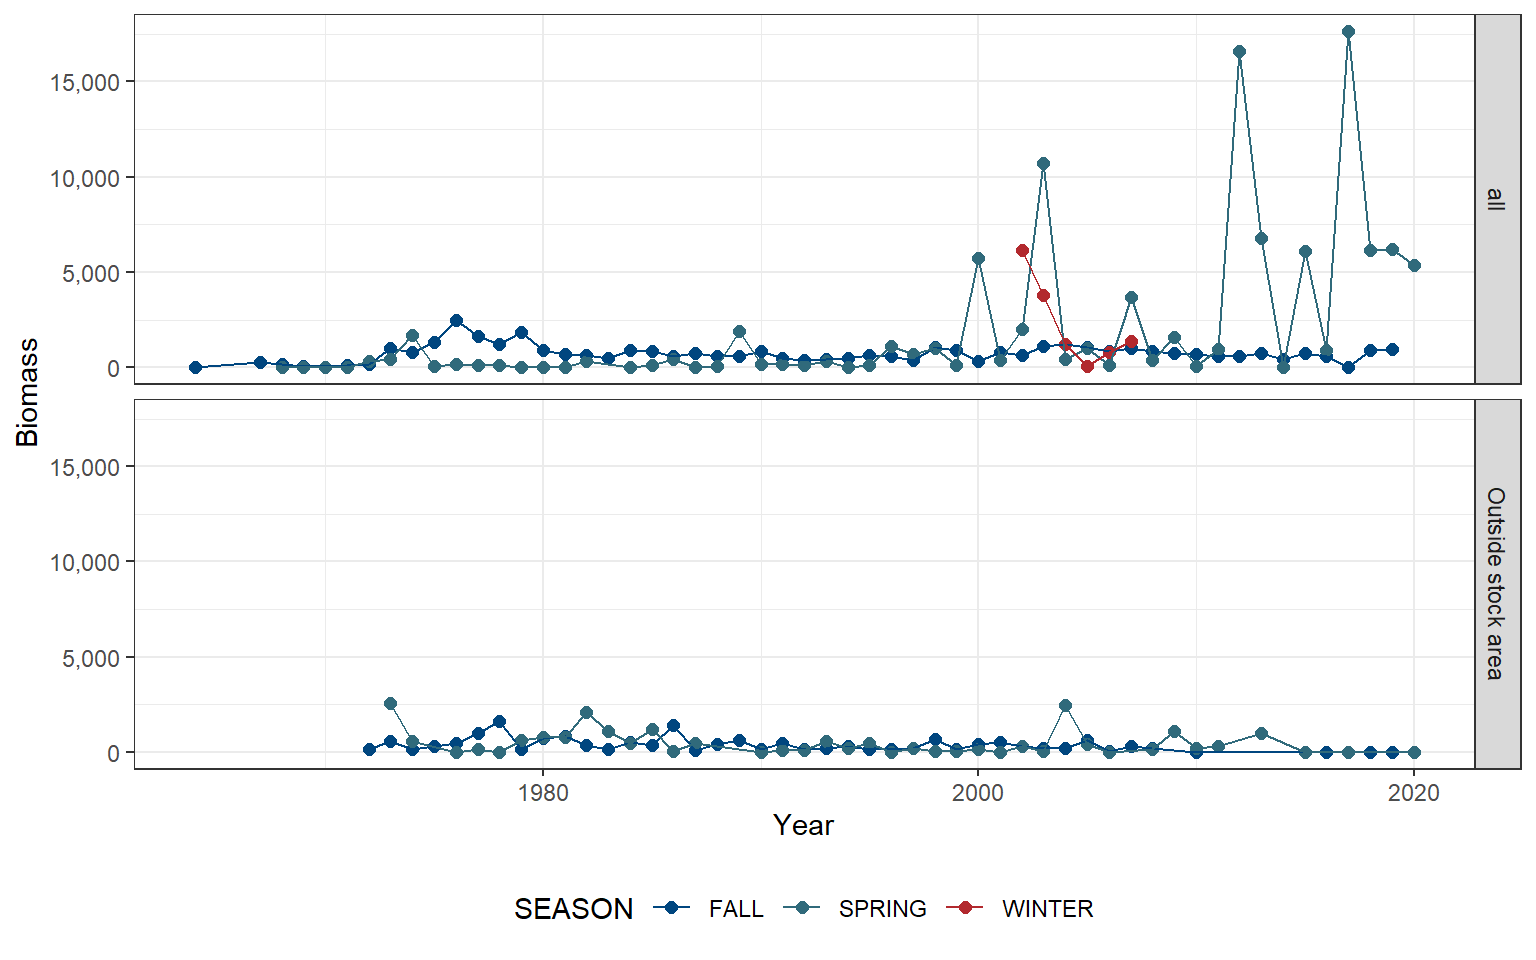 15,000
10,000
5,000
0
all
15,000
10,000
5,000
0
Outside stock area
Biomass
1980
2000
2020
Year
SEASON FALL SPRING WINTER